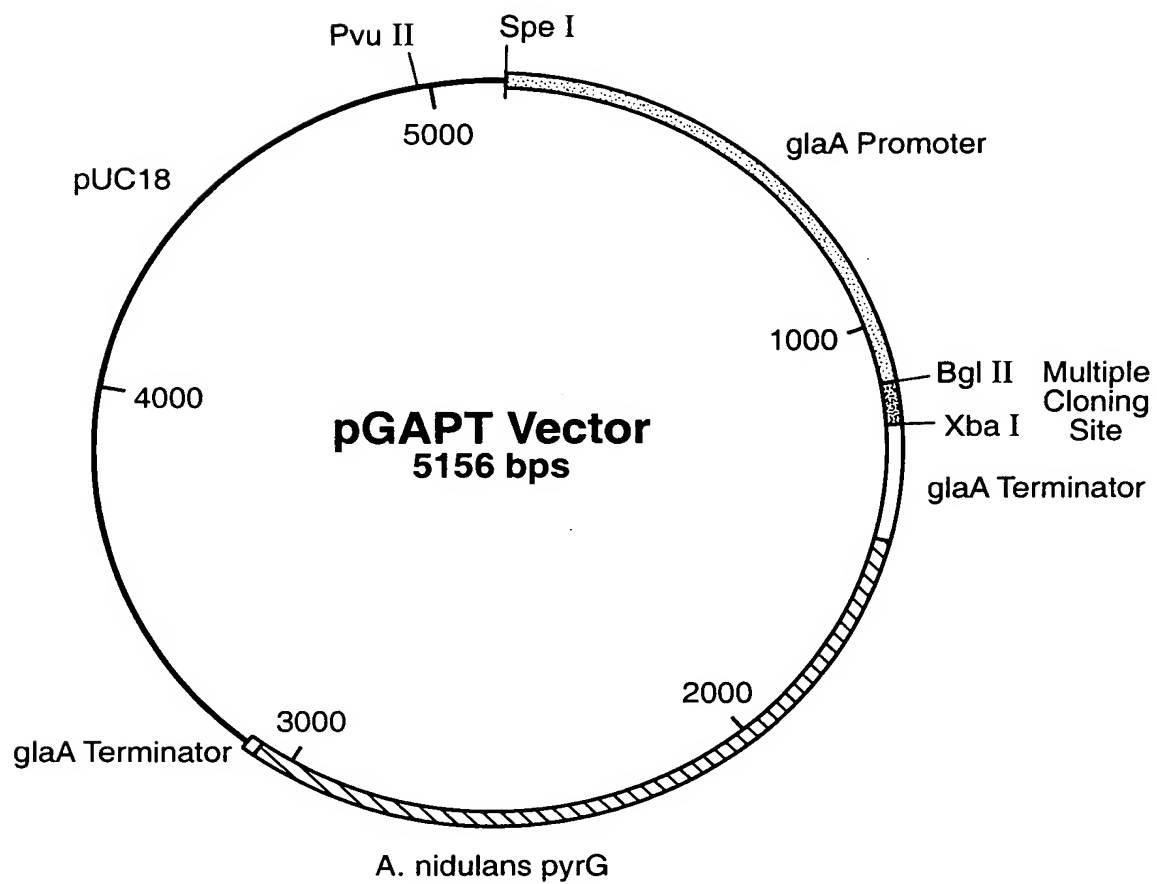 Spe I
Pvu II
5000
glaA Promoter
pUC18
1000
Bgl II
Multiple
Cloning
Site
Xba I
4000
pGAPT Vector
5156 bps
glaA Terminator
2000
3000
glaA Terminator
A. nidulans pyrG